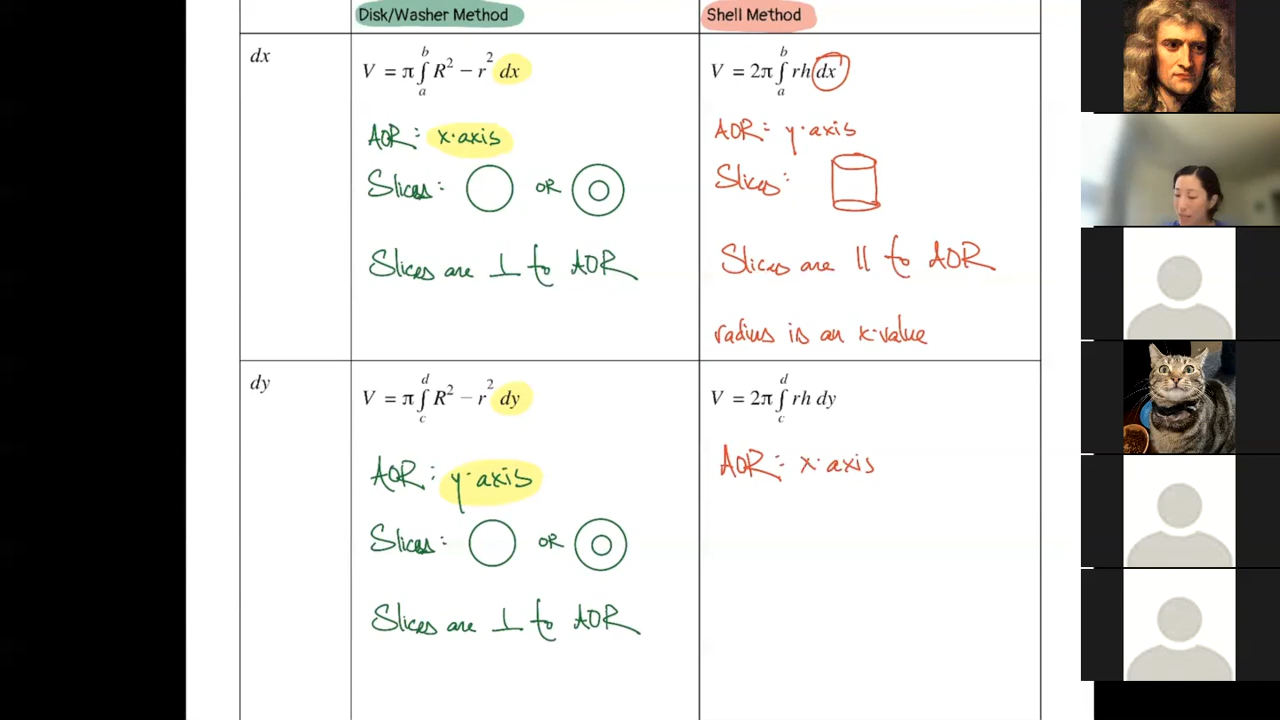 Disk/Washer Method
Shell Method
dx
V = π∫ₐᵇ R² − r² dx
AOR: x-axis
Slices: OR
Slices are ⊥ to AOR
V = 2π∫ₐᵇ rh dx
AOR: y-axis
Slices:
Slices are || to AOR
radius is an x-value
dy
V = π∫_c^d R² − r² dy
AOR: y-axis
Slices: OR
Slices are ⊥ to AOR
V = 2π∫_c^d rh dy
AOR: x-axis